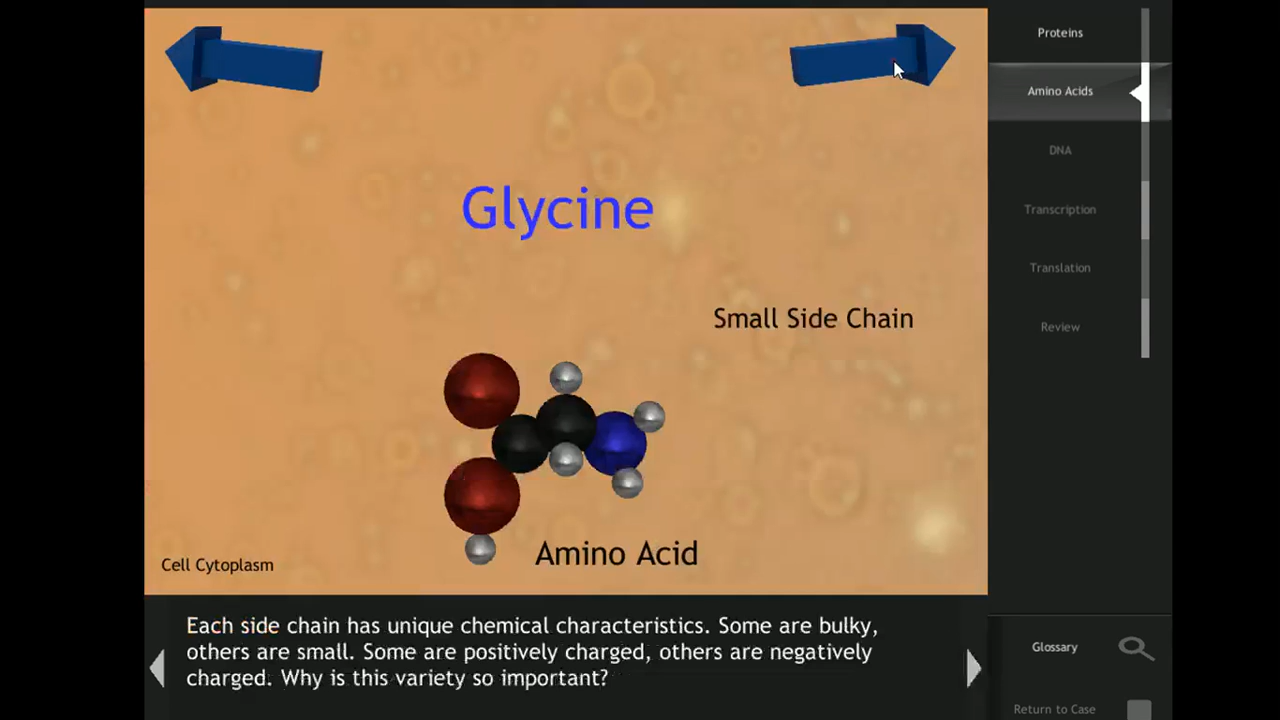 Glycine
Small Side Chain
Amino Acid
Cell Cytoplasm
Each side chain has unique chemical characteristics. Some are bulky,
others are small. Some are positively charged, others are negatively
charged. Why is this variety so important?
Proteins
Amino Acids
DNA
Transcription
Translation
Review
Glossary
Return to Case